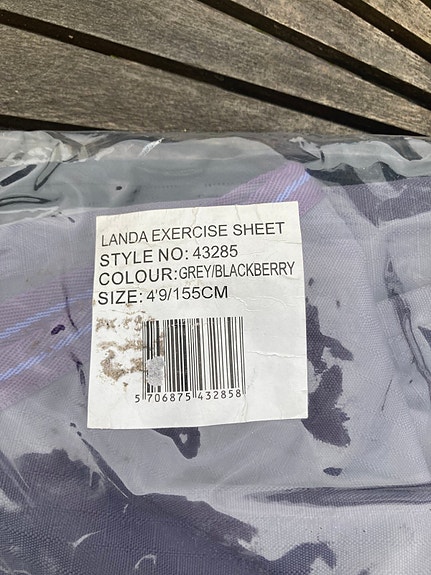 LANDA EXERCISE SHEET
STYLE NO: 43285
COLOUR:GREY/BLACKBERRY
SIZE: 4'9/155CM
5 706875 432858